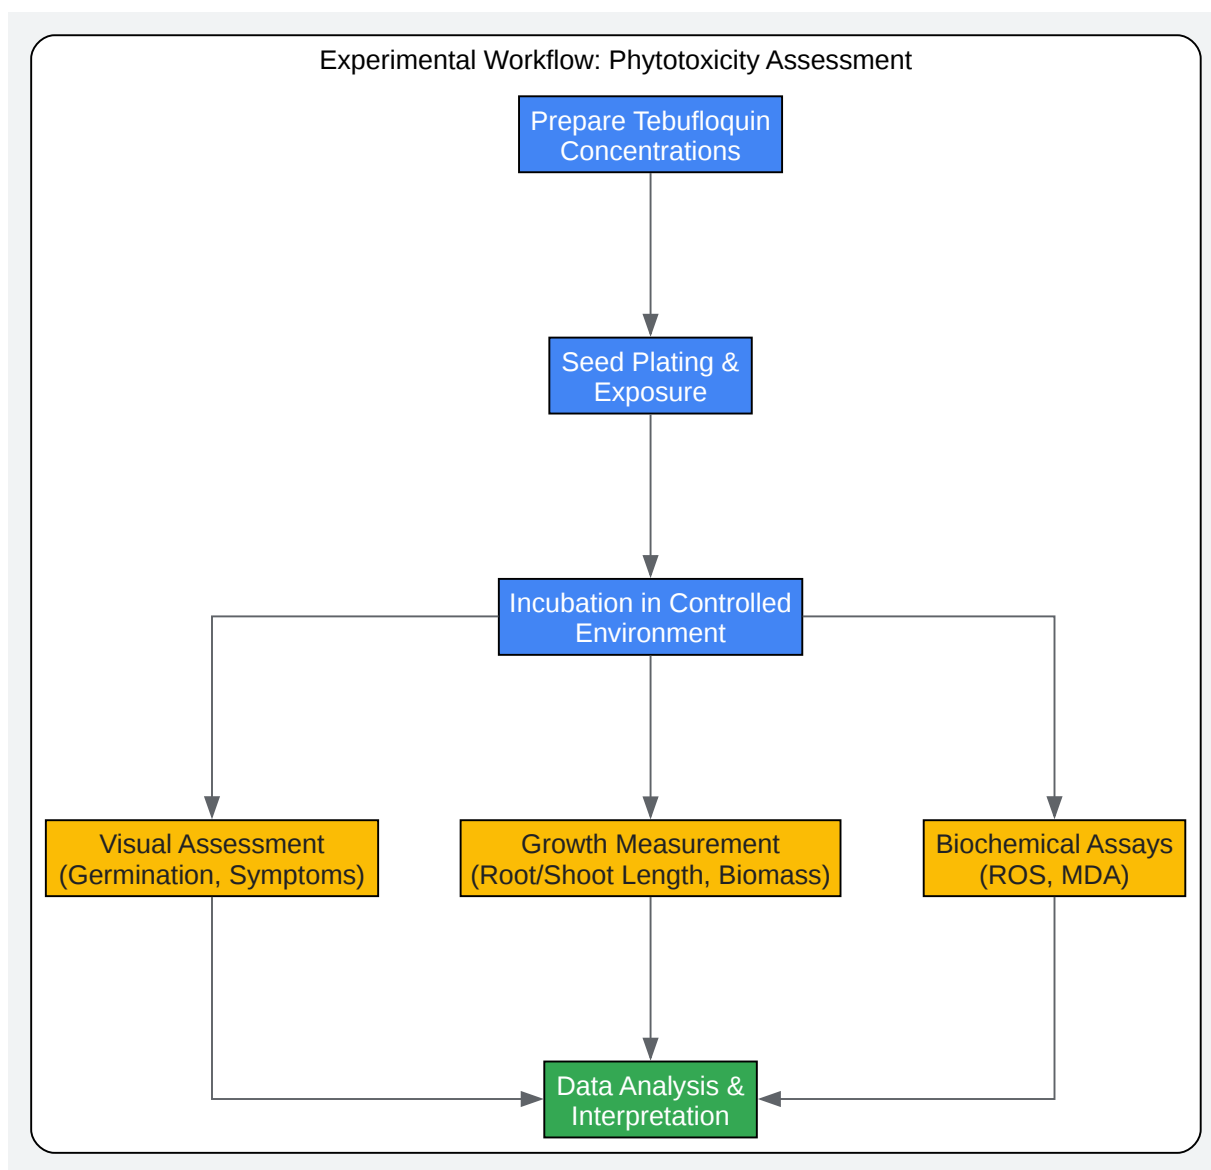 Experimental Workflow: Phytotoxicity Assessment
Prepare Tebufloquin
Concentrations
Seed Plating &
Exposure
Incubation in Controlled
Environment
Visual Assessment
(Germination, Symptoms)
Growth Measurement
(Root/Shoot Length, Biomass)
Biochemical Assays
(ROS, MDA)
Data Analysis &
Interpretation